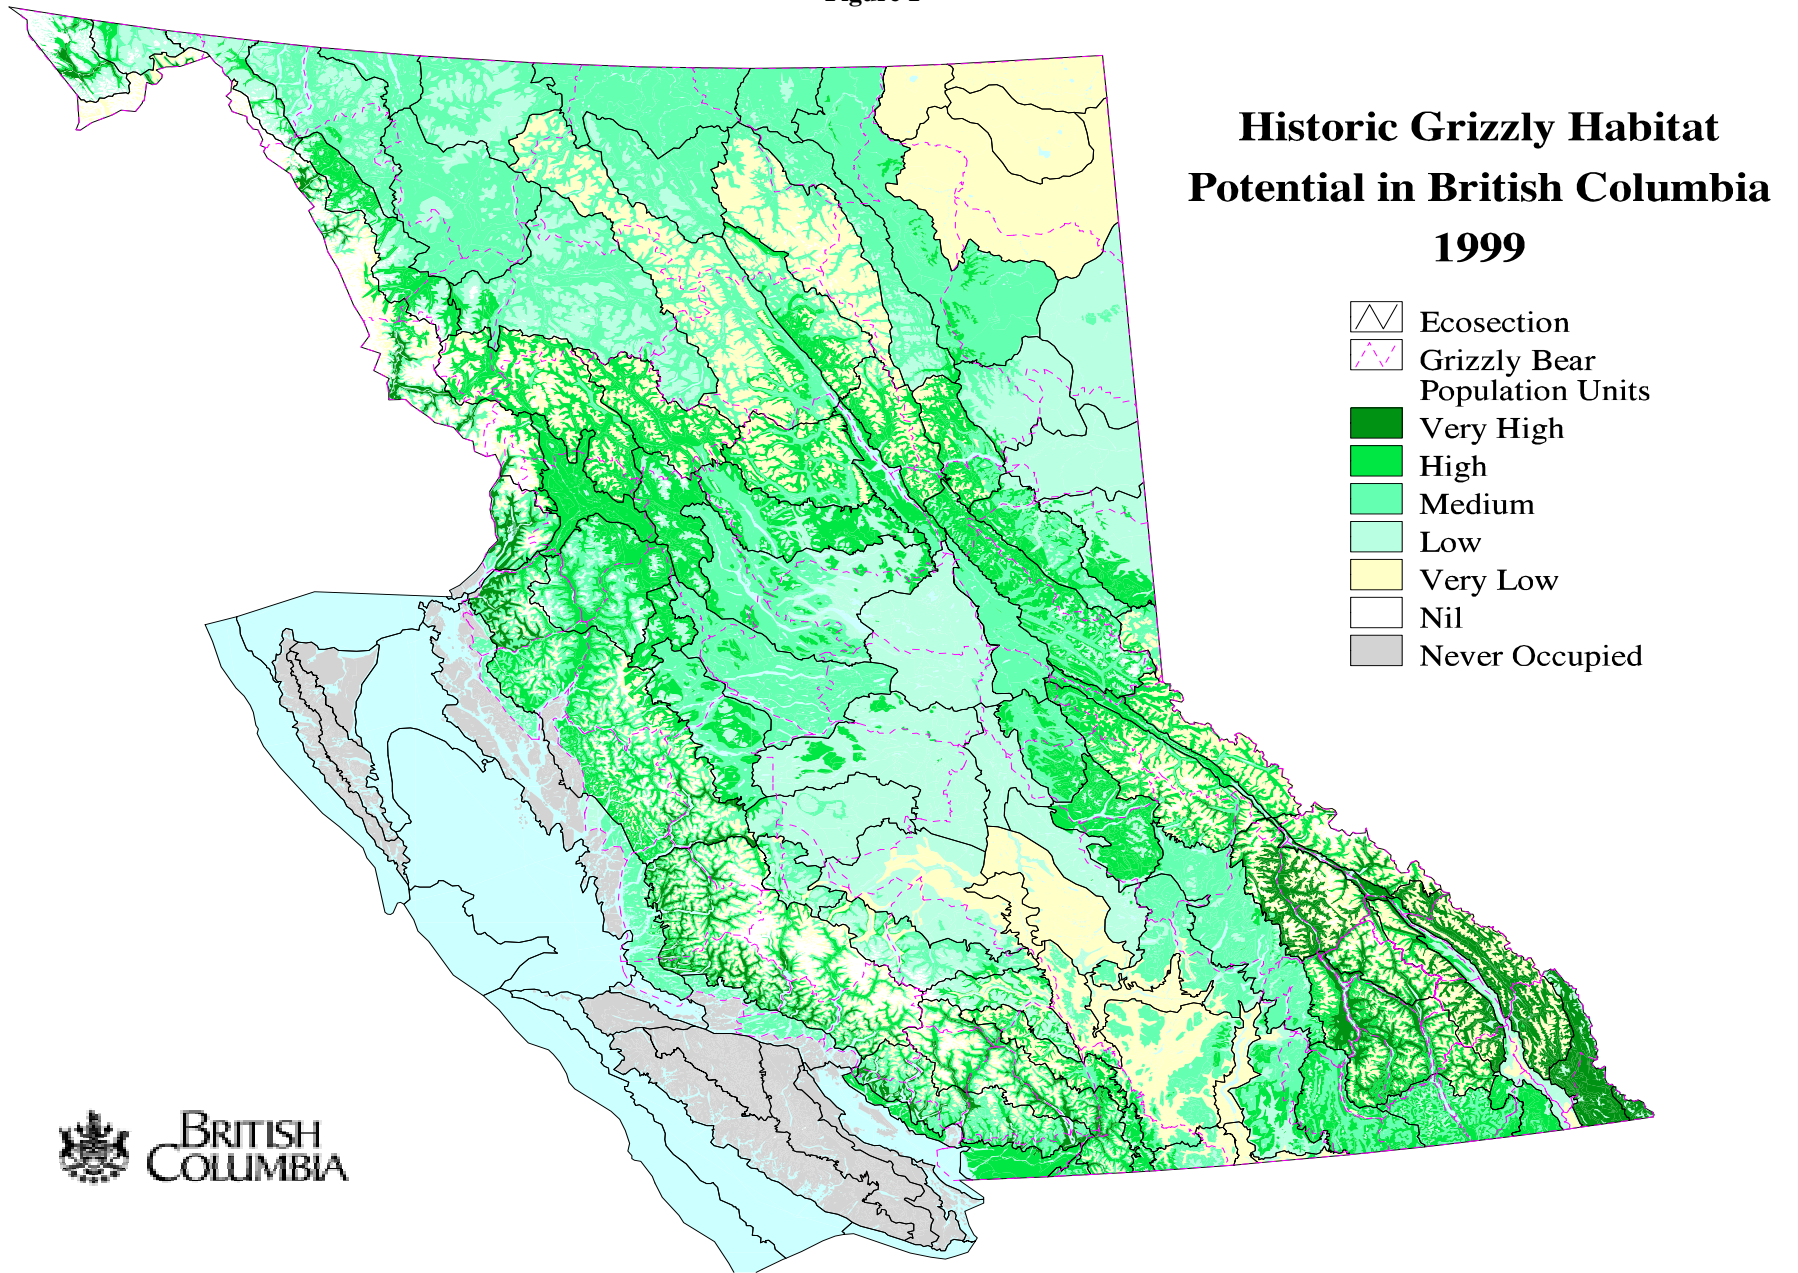 Historic Grizzly Habitat
Potential in British Columbia
1999
Ecosection
Grizzly Bear
Population Units
Very High
High
Medium
Low
Very Low
Nil
Never Occupied
BRITISH
COLUMBIA